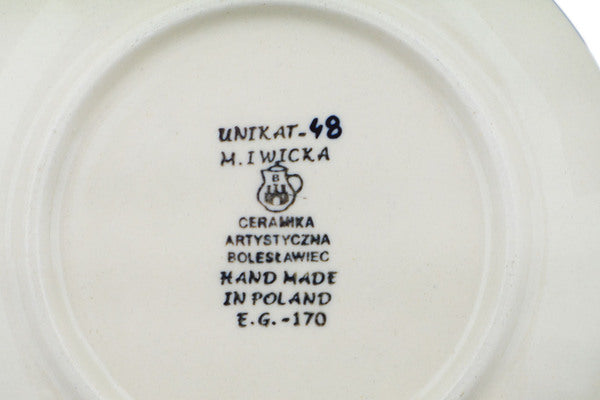 UNIKAT-48
M.IWICKA
B
CERAMIKA
ARTYSTYCZNA
BOLESŁAWIEC
HAND MADE
IN POLAND
E.G.-170